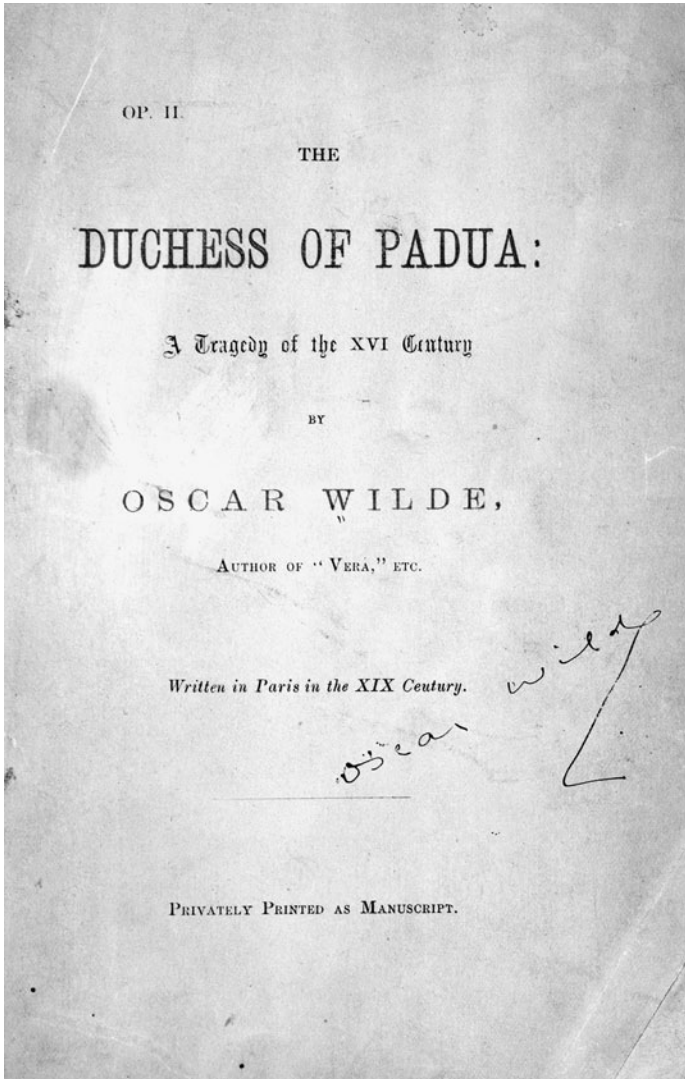 OP. II.
THE
DUCHESS OF PADUA:
A Tragedy of the XVI Century
BY
OSCAR WILDE,
AUTHOR OF “ VERA,” ETC.
Written in Paris in the XIX Century.
Oscar Wilde
PRIVATELY PRINTED AS MANUSCRIPT.